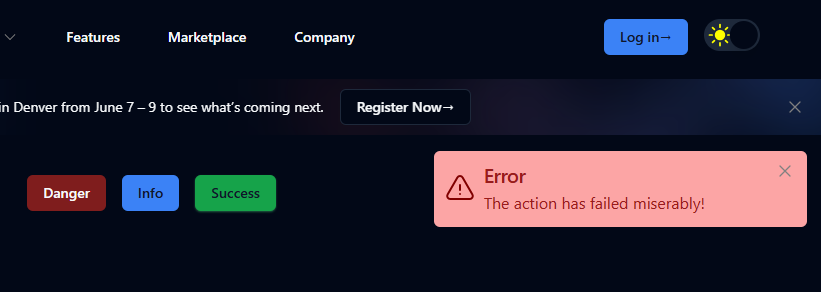 Features Marketplace Company Log in→
in Denver from June 7 – 9 to see what's coming next. Register Now→
Danger Info Success
Error
The action has failed miserably!